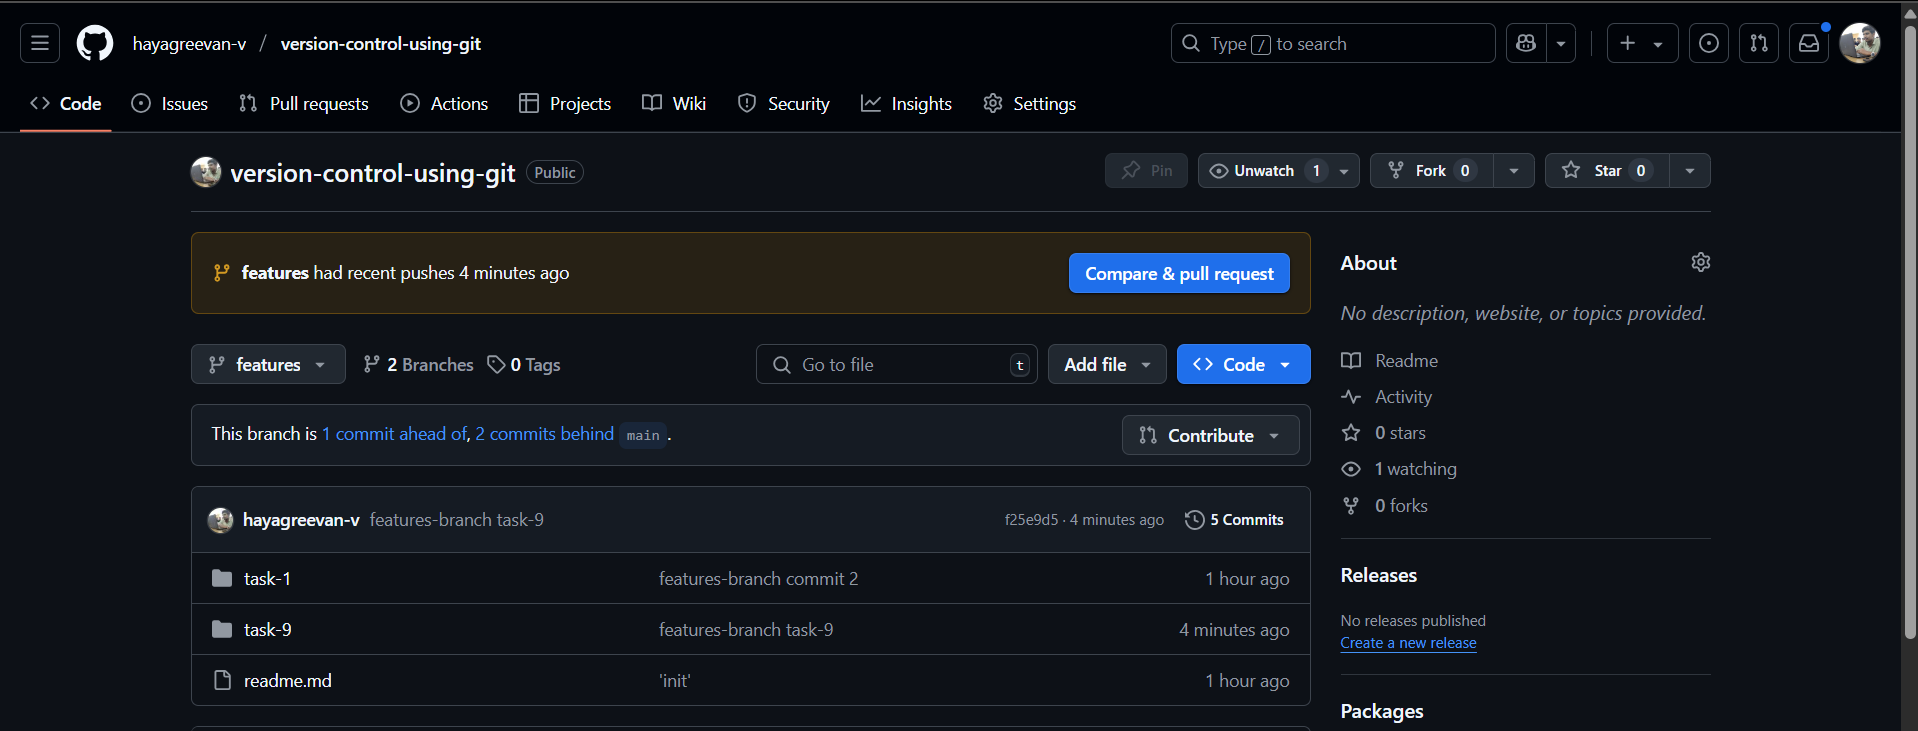 hayagreevan-v / version-control-using-git
Type / to search
Code Issues Pull requests Actions Projects Wiki Security Insights Settings
version-control-using-git Public
Pin Unwatch 1 Fork 0 Star 0
features had recent pushes 4 minutes ago
Compare & pull request
features 2 Branches 0 Tags
Go to file t Add file Code
This branch is 1 commit ahead of, 2 commits behind main.
Contribute
hayagreevan-v features-branch task-9 f25e9d5 · 4 minutes ago 5 Commits
task-1 features-branch commit 2 1 hour ago
task-9 features-branch task-9 4 minutes ago
readme.md 'init' 1 hour ago
About
No description, website, or topics provided.
Readme
Activity
0 stars
1 watching
0 forks
Releases
No releases published
Create a new release
Packages